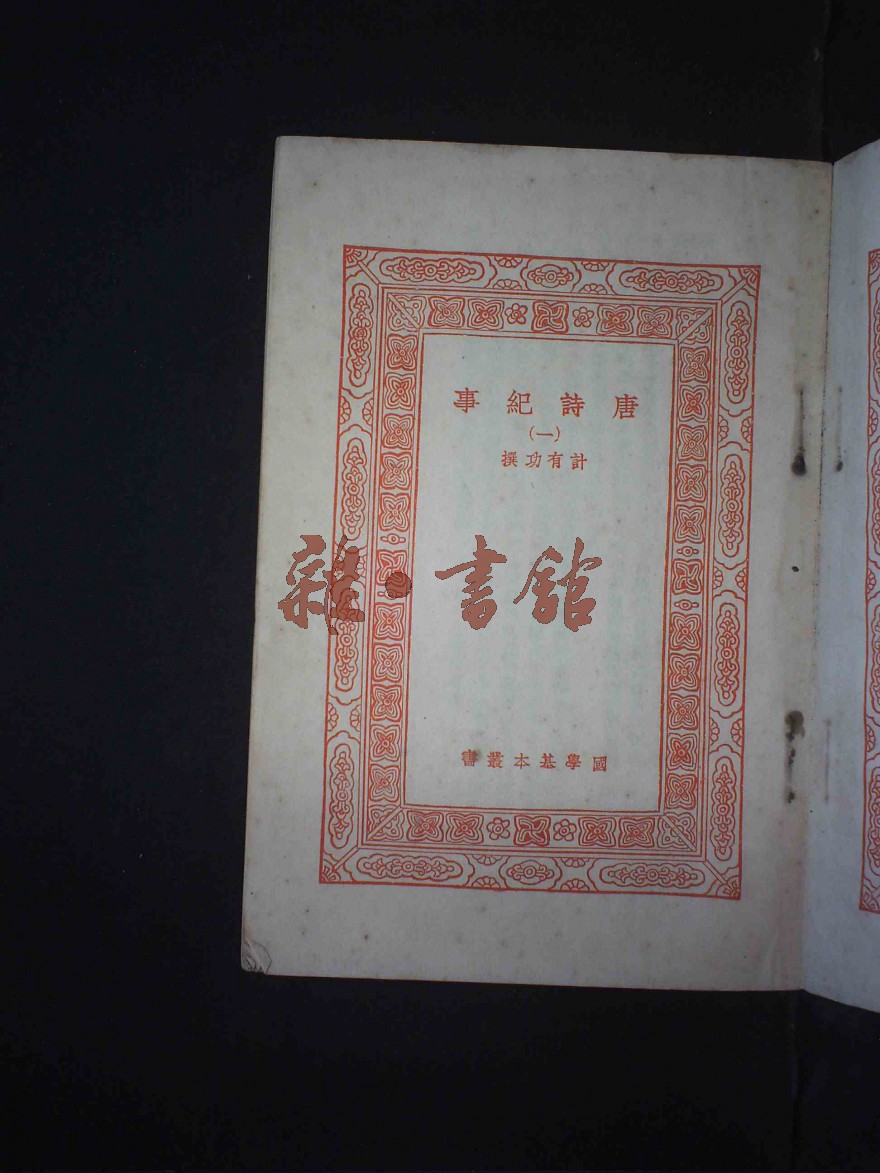 唐詩紀事
(一)
計有功撰
雜·書館
國學基本叢書